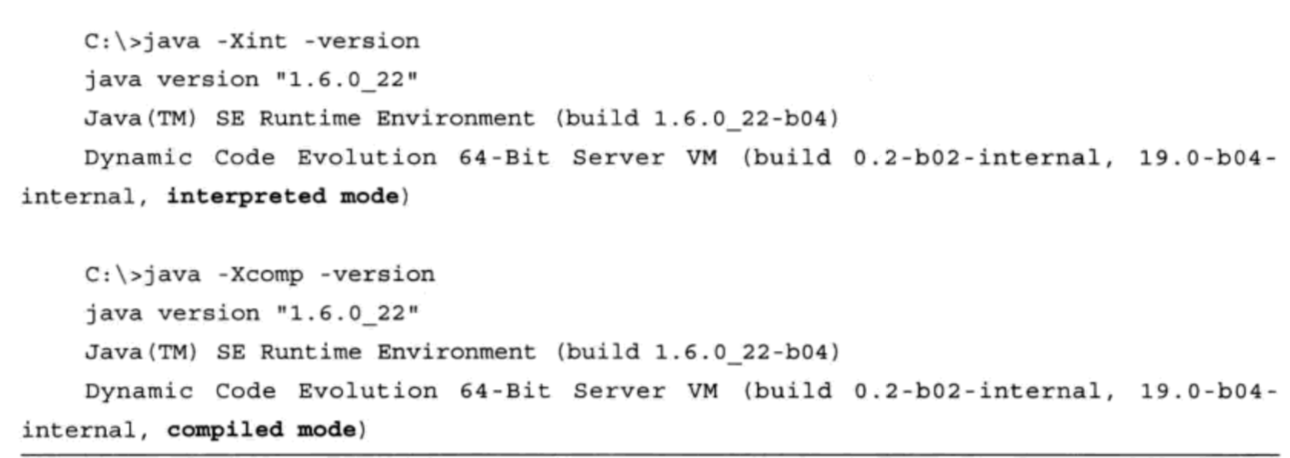 C:\>java -Xint -version
java version "1.6.0_22"
Java(TM) SE Runtime Environment (build 1.6.0_22-b04)
Dynamic Code Evolution 64-Bit Server VM (build 0.2-b02-internal, 19.0-b04-
internal, interpreted mode)
C:\>java -Xcomp -version
java version "1.6.0_22"
Java(TM) SE Runtime Environment (build 1.6.0_22-b04)
Dynamic Code Evolution 64-Bit Server VM (build 0.2-b02-internal, 19.0-b04-
internal, compiled mode)